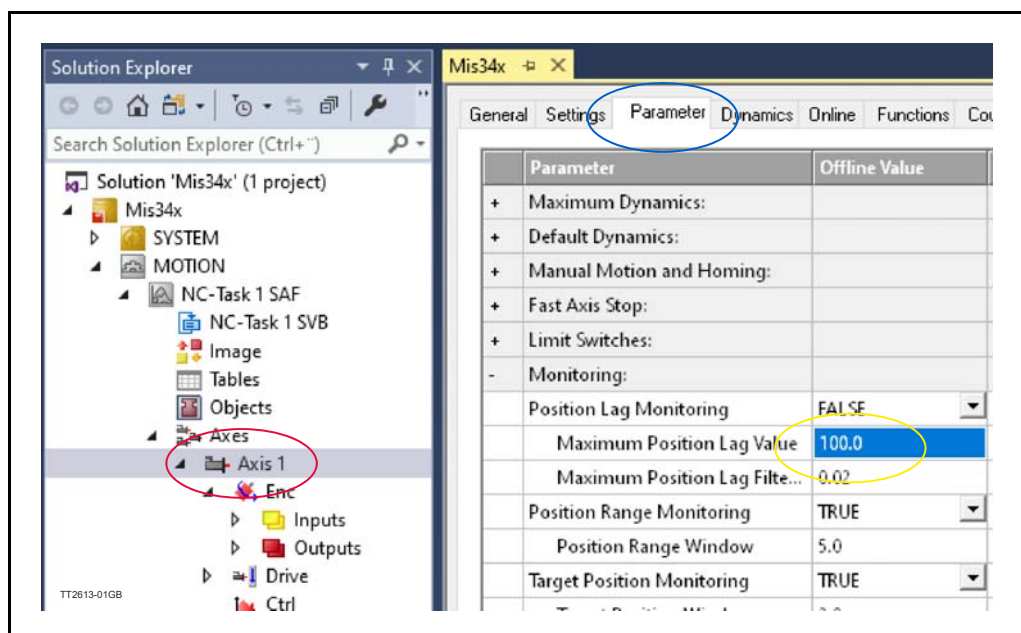 Solution Explorer
Search Solution Explorer (Ctrl+¨)
Solution 'Mis34x' (1 project)
Mis34x
SYSTEM
MOTION
NC-Task 1 SAF
NC-Task 1 SVB
Image
Tables
Objects
Axes
Axis 1
Enc
Inputs
Outputs
Drive
Ctrl
TT2613-01GB
Mis34x
General Settings Parameter Dynamics Online Functions Cou
Parameter Offline Value
+ Maximum Dynamics:
+ Default Dynamics:
+ Manual Motion and Homing:
+ Fast Axis Stop:
+ Limit Switches:
- Monitoring:
Position Lag Monitoring FALSE
Maximum Position Lag Value 100.0
Maximum Position Lag Filte... 0.02
Position Range Monitoring TRUE
Position Range Window 5.0
Target Position Monitoring TRUE